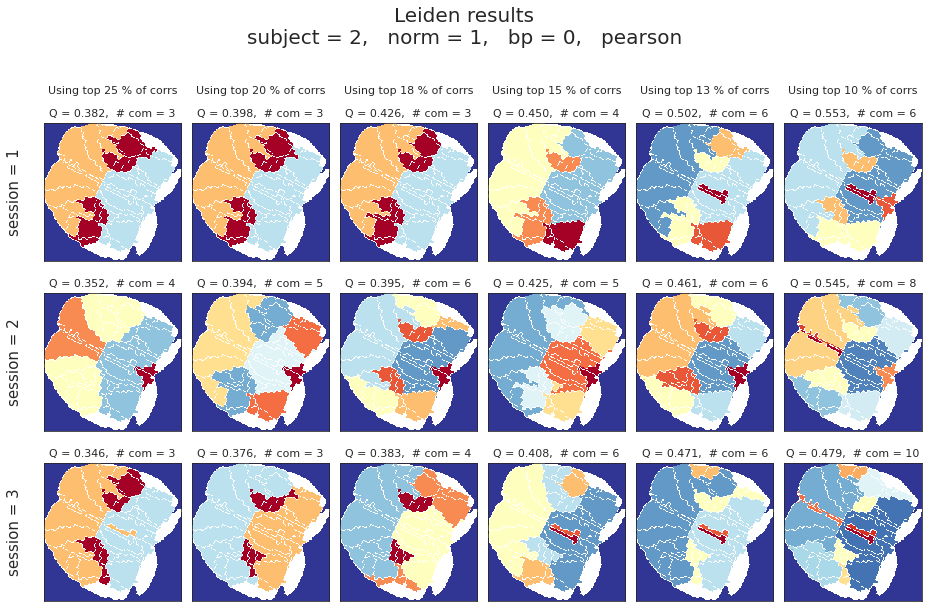 Leiden results
subject = 2,   norm = 1,   bp = 0,   pearson
Using top 25 % of corrs
Using top 20 % of corrs
Using top 18 % of corrs
Using top 15 % of corrs
Using top 13 % of corrs
Using top 10 % of corrs
session = 1
Q = 0.382,  # com = 3
Q = 0.398,  # com = 3
Q = 0.426,  # com = 3
Q = 0.450,  # com = 4
Q = 0.502,  # com = 6
Q = 0.553,  # com = 6
session = 2
Q = 0.352,  # com = 4
Q = 0.394,  # com = 5
Q = 0.395,  # com = 6
Q = 0.425,  # com = 5
Q = 0.461,  # com = 6
Q = 0.545,  # com = 8
session = 3
Q = 0.346,  # com = 3
Q = 0.376,  # com = 3
Q = 0.383,  # com = 4
Q = 0.408,  # com = 6
Q = 0.471,  # com = 6
Q = 0.479,  # com = 10